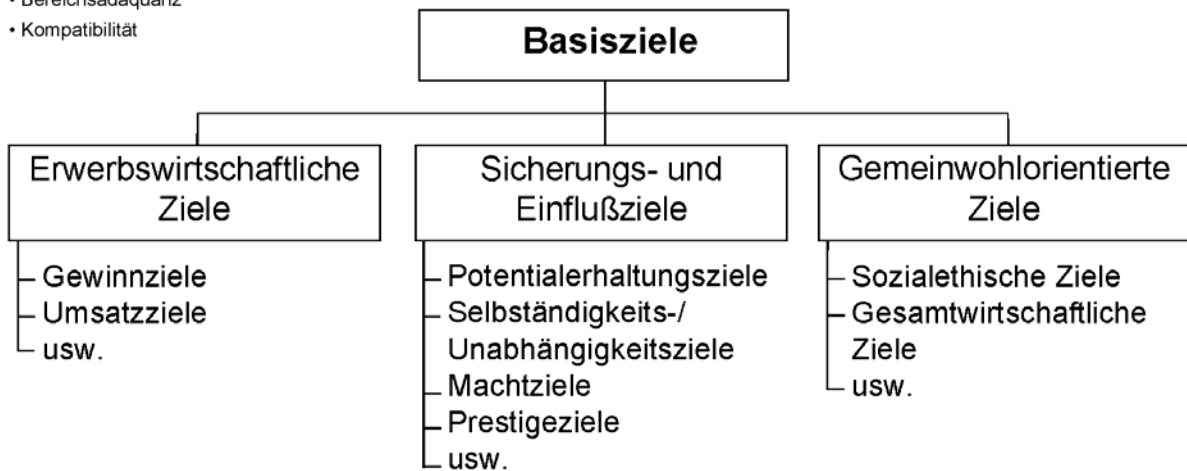 • Bereichsadäquanz
• Kompatibilität
Basisziele
Erwerbswirtschaftliche
Ziele
Gewinnziele
Umsatzziele
usw.
Sicherungs- und
Einflußziele
Potentialerhaltungsziele
Selbständigkeits-/
Unabhängigkeitsziele
Machtziele
Prestigeziele
usw.
Gemeinwohlorientierte
Ziele
Sozialethische Ziele
Gesamtwirtschaftliche
Ziele
usw.